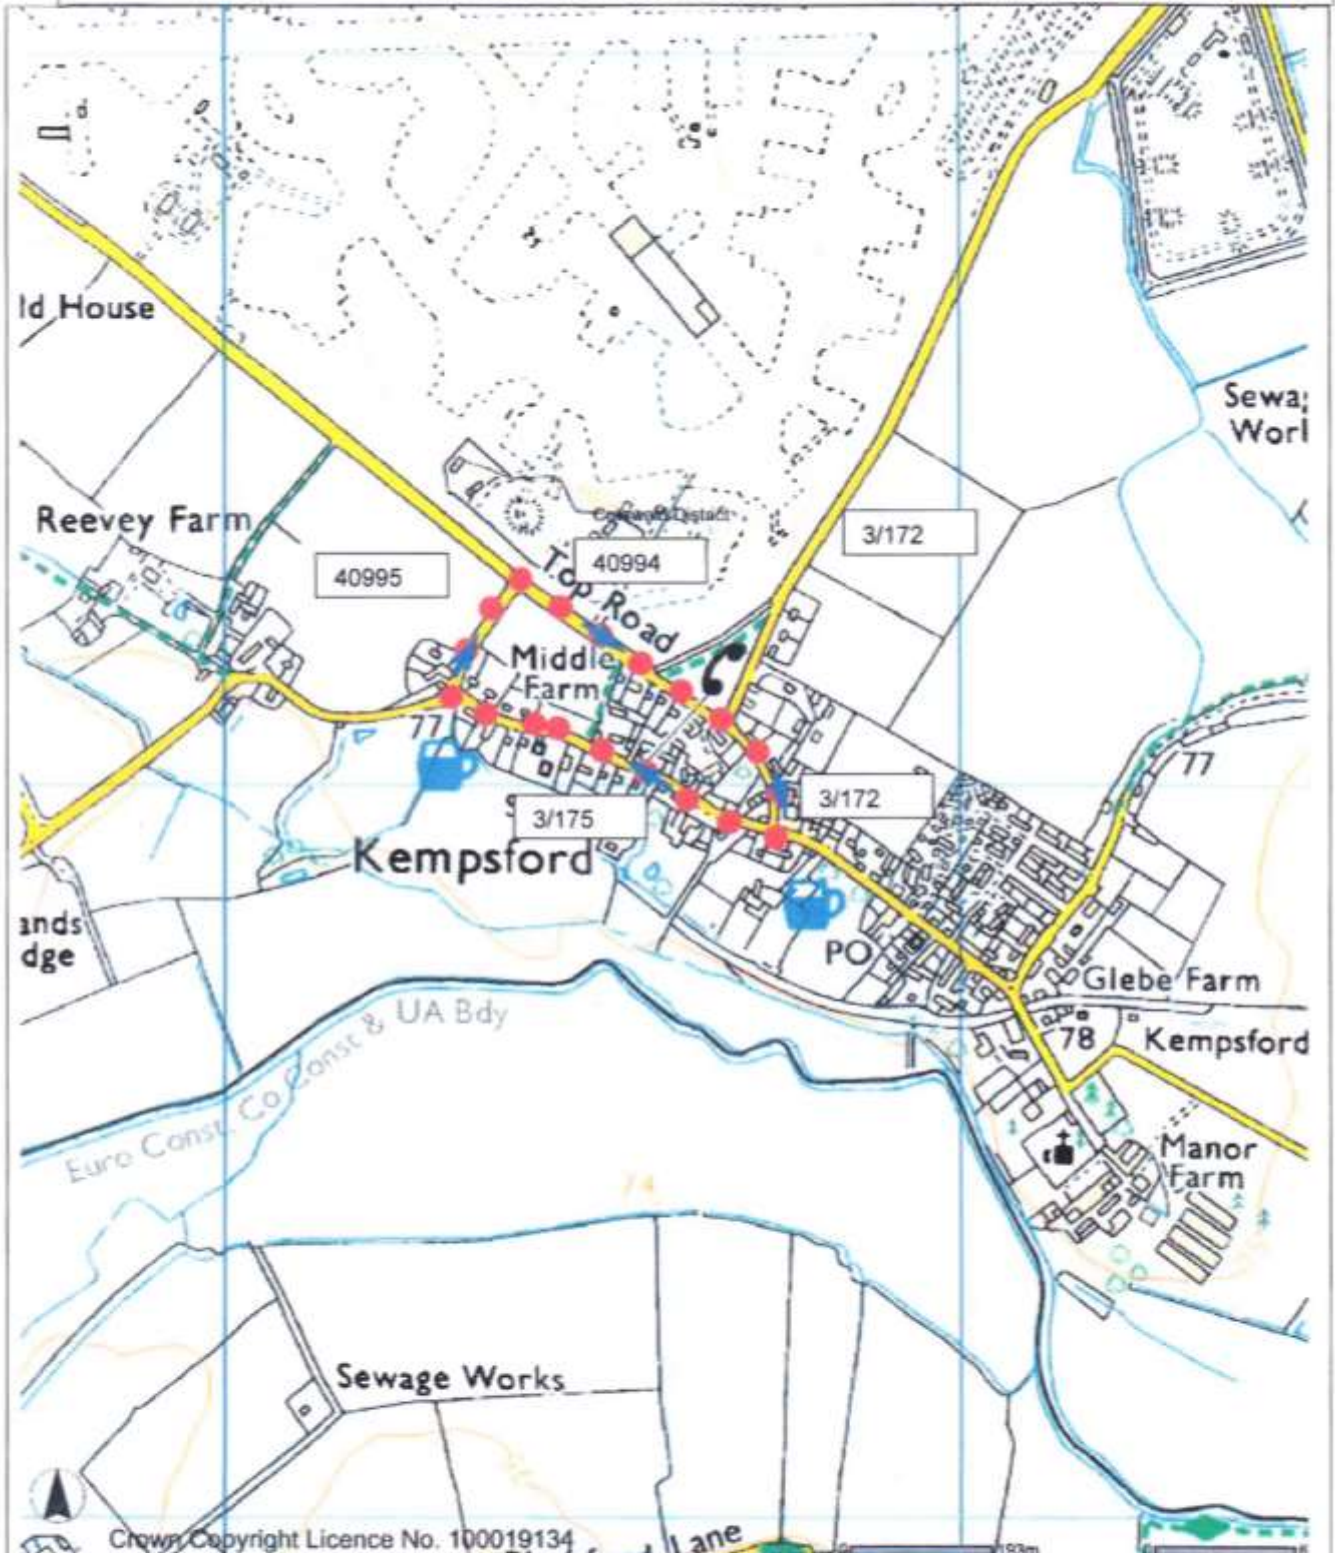 ld House
Sewa
Worl
Reevey Farm
3/172
40994
40995
Top Road
Middle
Farm
77
77
3/172
3/175
Kempsford
ands
dge
PO
Glebe Farm
UA Bdy
78
Kempsford
Euro Const, Co Const &
Manor
Farm
74
Sewage Works
Crown Copyright Licence No. 100019134
Lane
193m